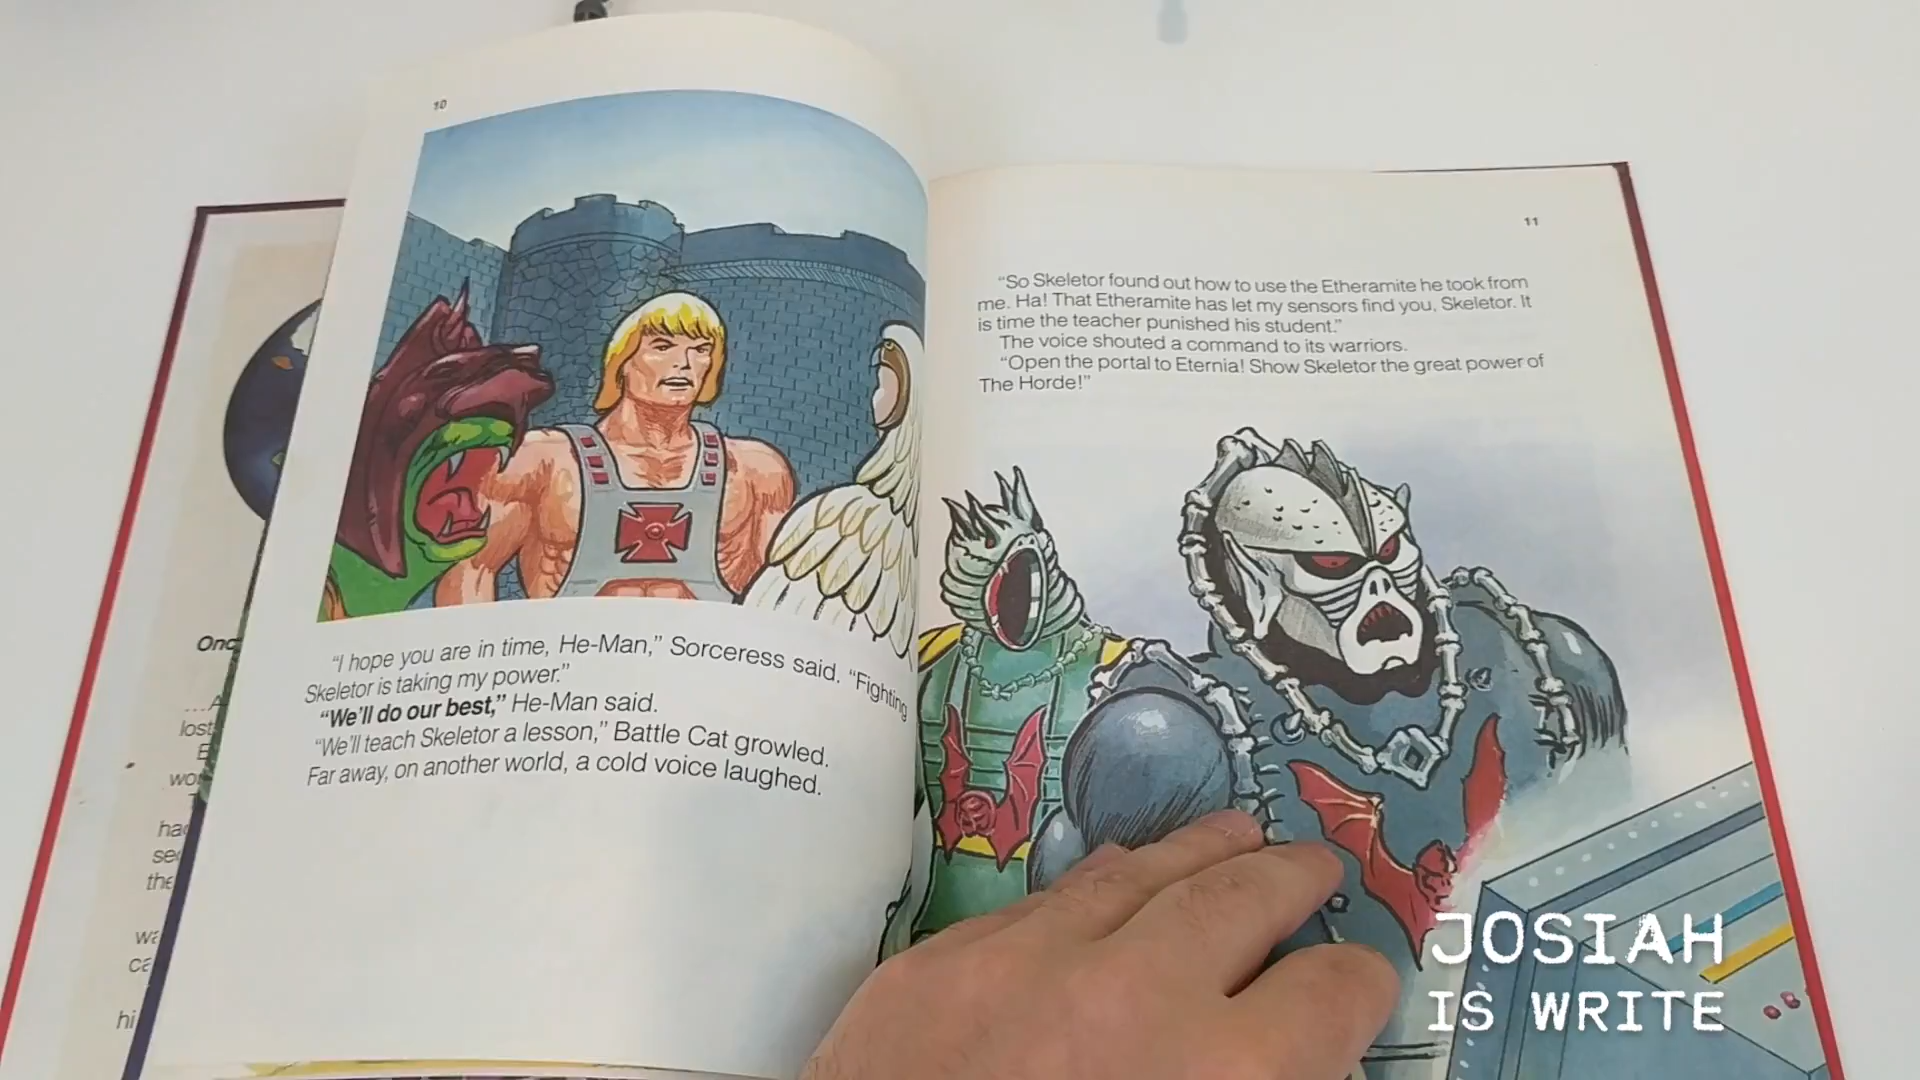 10
“I hope you are in time, He-Man,” Sorceress said. “Fighting
Skeletor is taking my power.”
“We’ll do our best,” He-Man said.
“We’ll teach Skeletor a lesson,” Battle Cat growled.
Far away, on another world, a cold voice laughed.
11
“So Skeletor found out how to use the Etheramite he took from
me. Ha! That Etheramite has let my sensors find you, Skeletor. It
is time the teacher punished his student.”
The voice shouted a command to its warriors.
“Open the portal to Eternia! Show Skeletor the great power of
The Horde!”
JOSIAH
IS WRITE